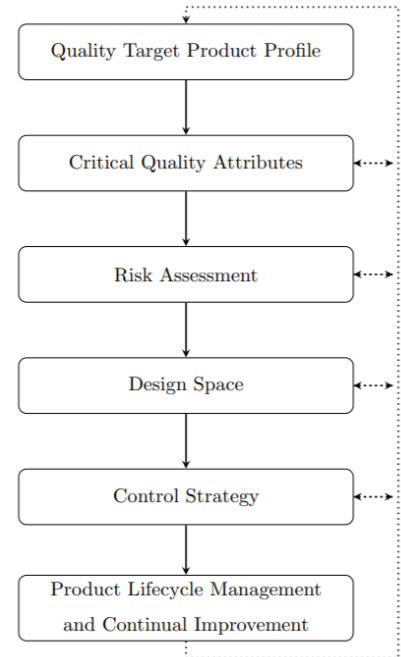 Quality Target Product Profile
Critical Quality Attributes
Risk Assessment
Design Space
Control Strategy
Product Lifecycle Management
and Continual Improvement